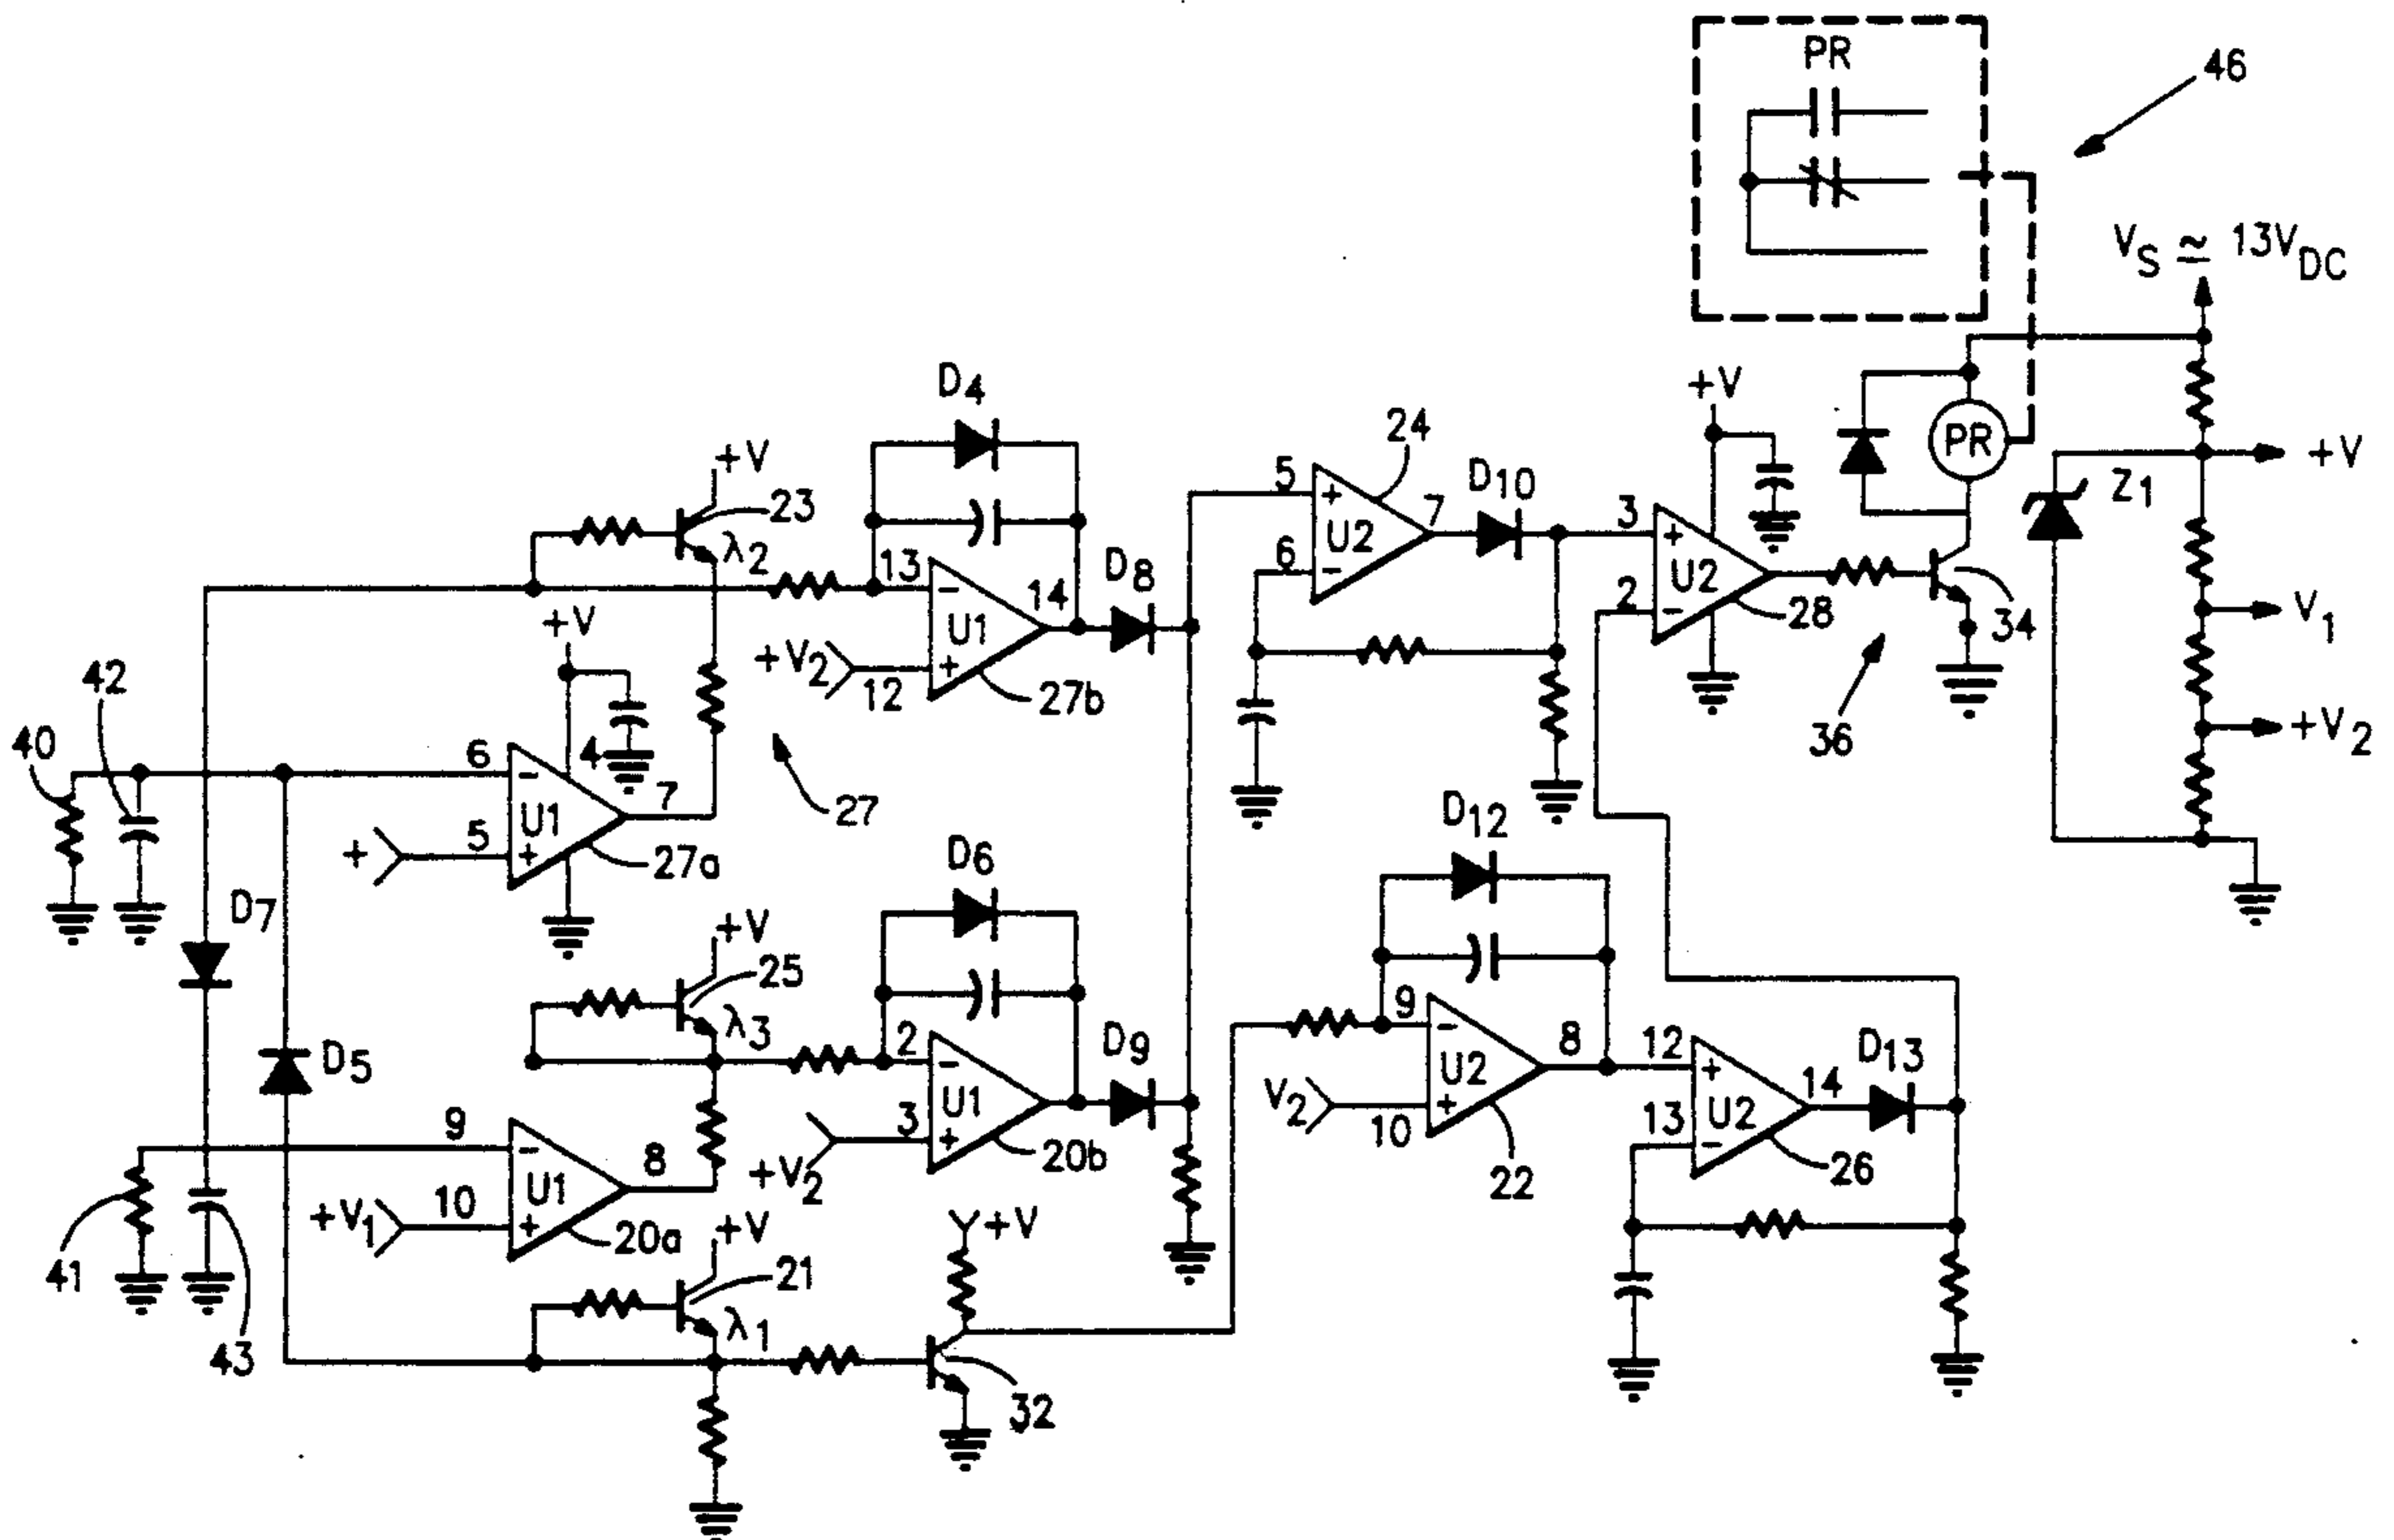 PR
46
V_S ≃ 13V_DC
D4
+V
24
PR
+V
+V
23
5
+
D10
Z1
λ2
U2
7
3
+
13
-
14
D8
6
-
U2
V1
+V
U1
2
-
28
34
42
+V2
12
+
27b
36
+V2
40
4
6
-
7
27
D12
U1
5
+
+
27a
D6
D7
+V
25
9
-
8
12
+
D13
D5
λ3
2
-
D9
U2
14
9
-
8
U1
V2
10
+
13
-
U2
U1
3
+
20b
22
26
+V1
10
+
+V2
20a
+V
+V
41
21
λ1
43
32